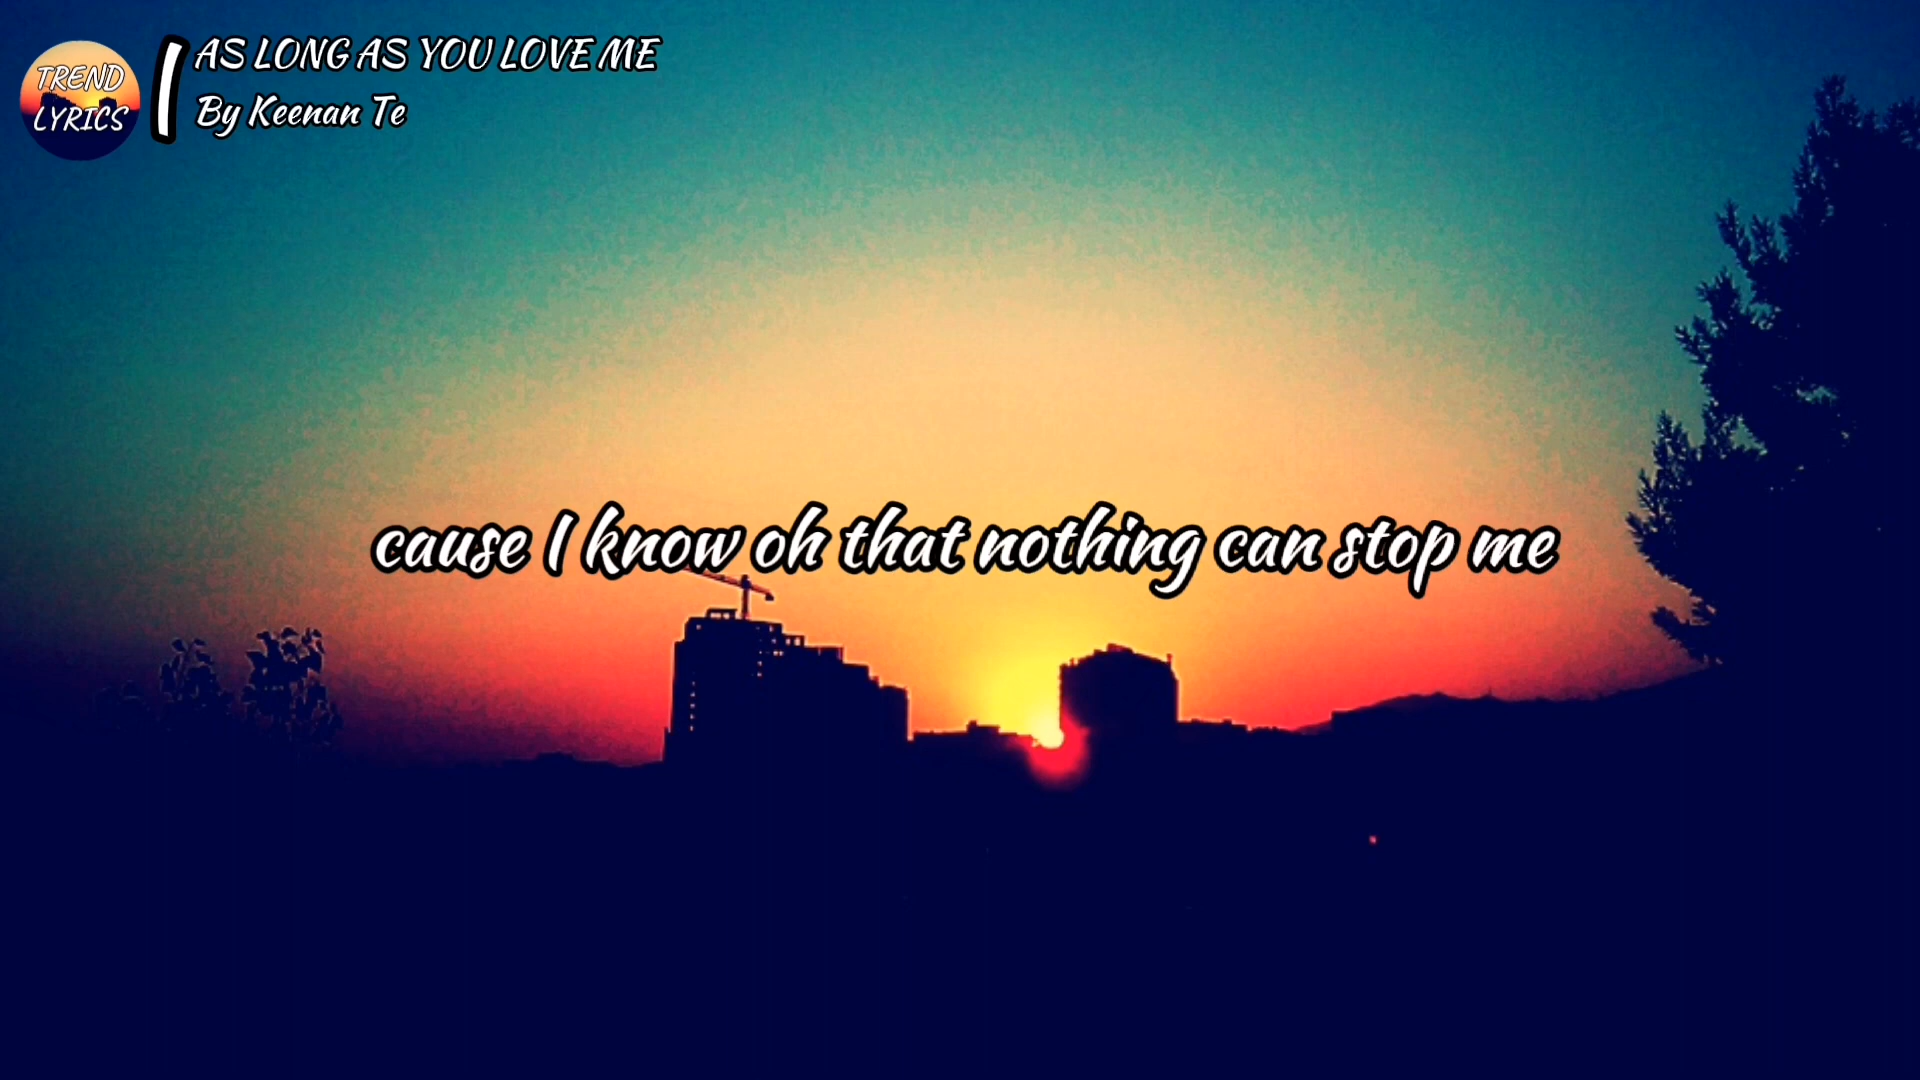 TREND
LYRICS
AS LONG AS YOU LOVE ME
By Keenan Te
cause I know oh that nothing can stop me